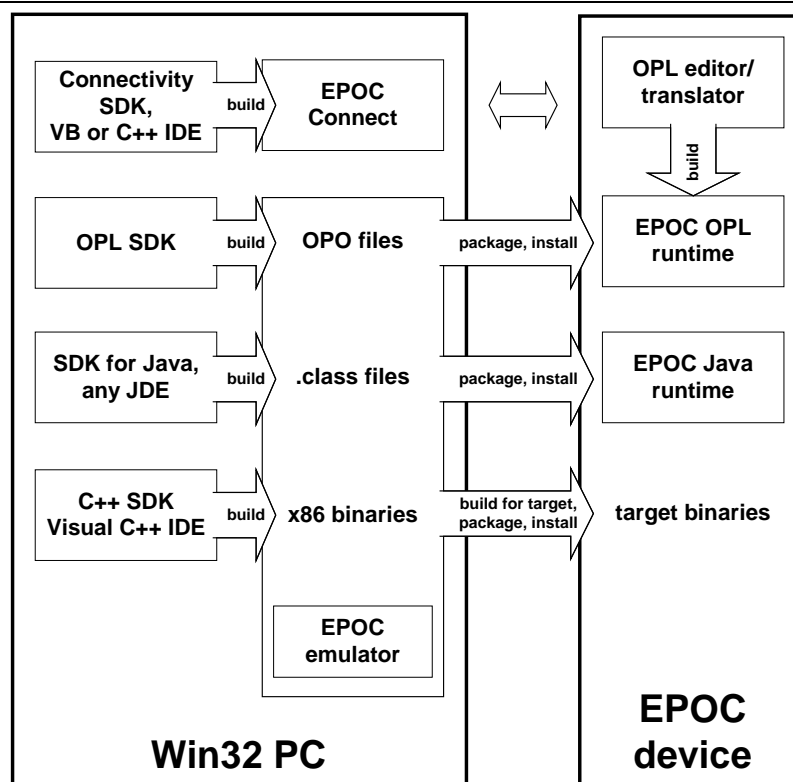 Connectivity
SDK,
VB or C++ IDE
build
EPOC
Connect
OPL editor/
translator
build
OPL SDK
build
OPO files
package, install
EPOC OPL
runtime
SDK for Java,
any JDE
build
.class files
package, install
EPOC Java
runtime
C++ SDK
Visual C++ IDE
build
x86 binaries
build for target,
package, install
target binaries
EPOC
emulator
Win32 PC
EPOC
device